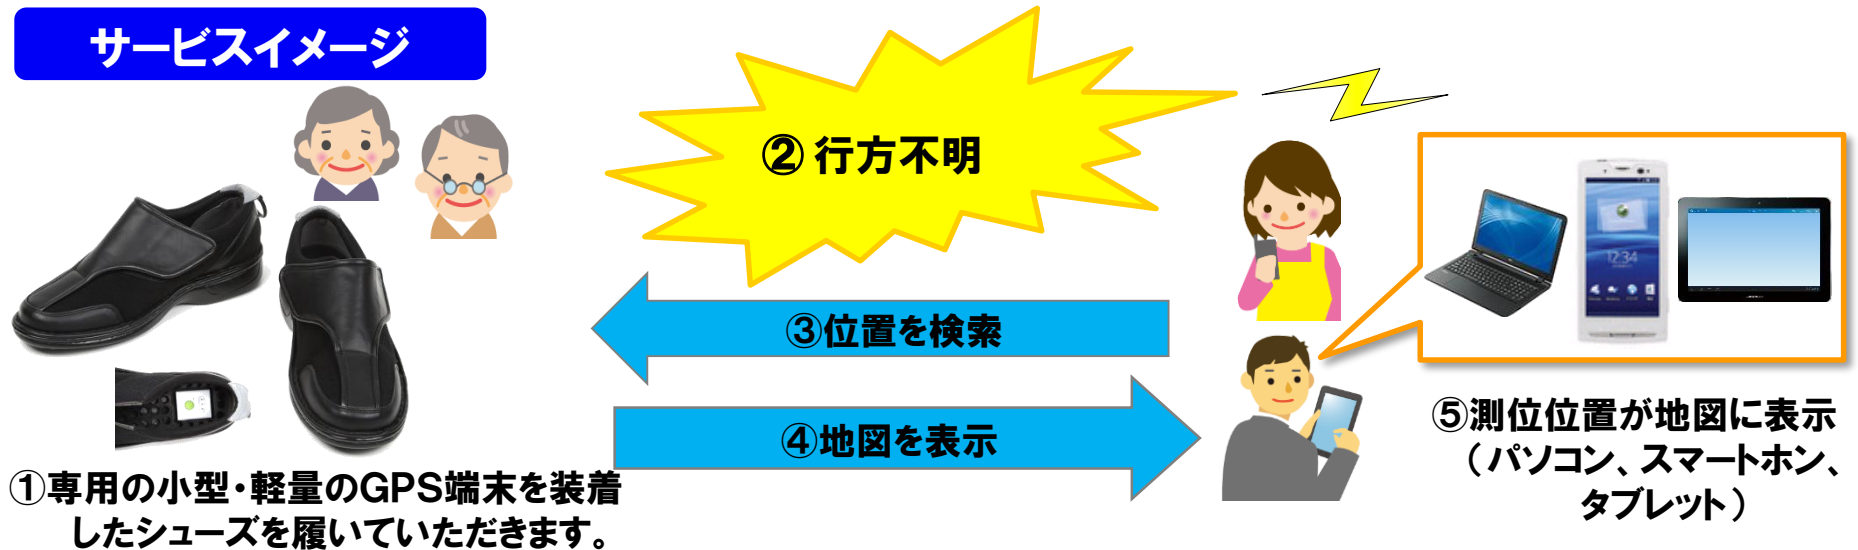 サービスイメージ
②行方不明
③位置を検索
④地図を表示
①専用の小型・軽量のGPS端末を装着
したシューズを履いていただきます。
12:34
⑤測位位置が地図に表示
（パソコン、スマートホン、
タブレット）